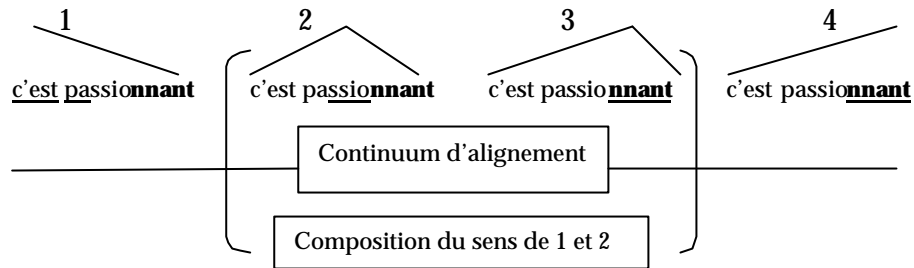 1 2 3 4
c'est passionnant c'est passionnant c'est passionnant c'est passionnant
Continuum d'alignement
Composition du sens de 1 et 2